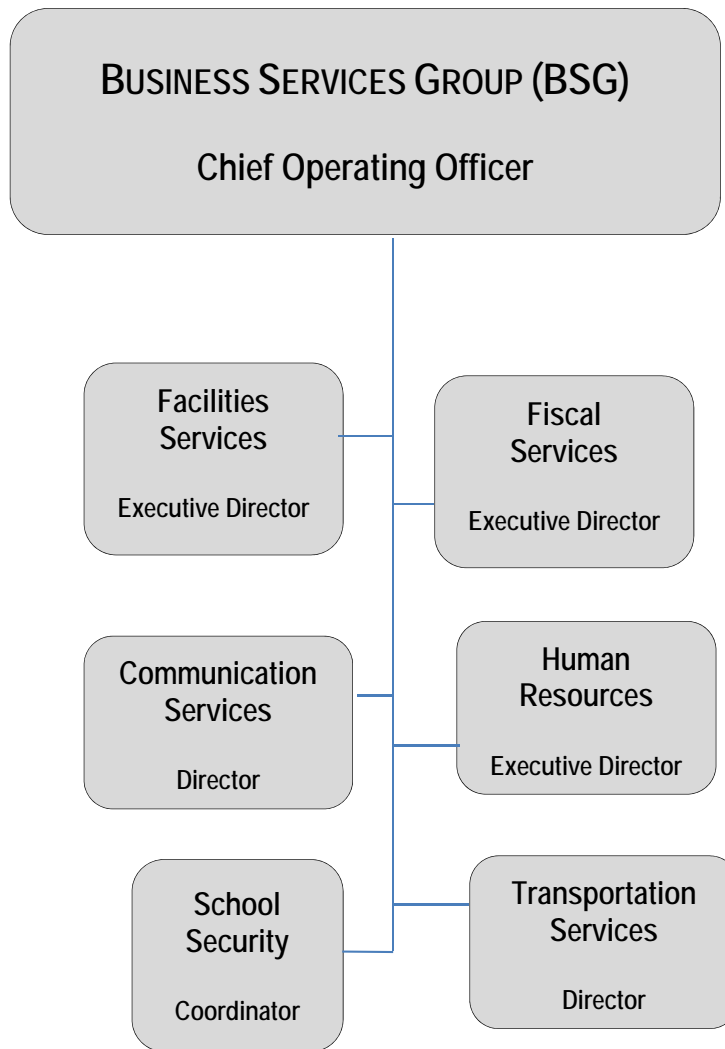 BUSINESS SERVICES GROUP (BSG)
Chief Operating Officer
Facilities
Services
Executive Director
Fiscal
Services
Executive Director
Communication
Services
Director
Human
Resources
Executive Director
School
Security
Coordinator
Transportation
Services
Director